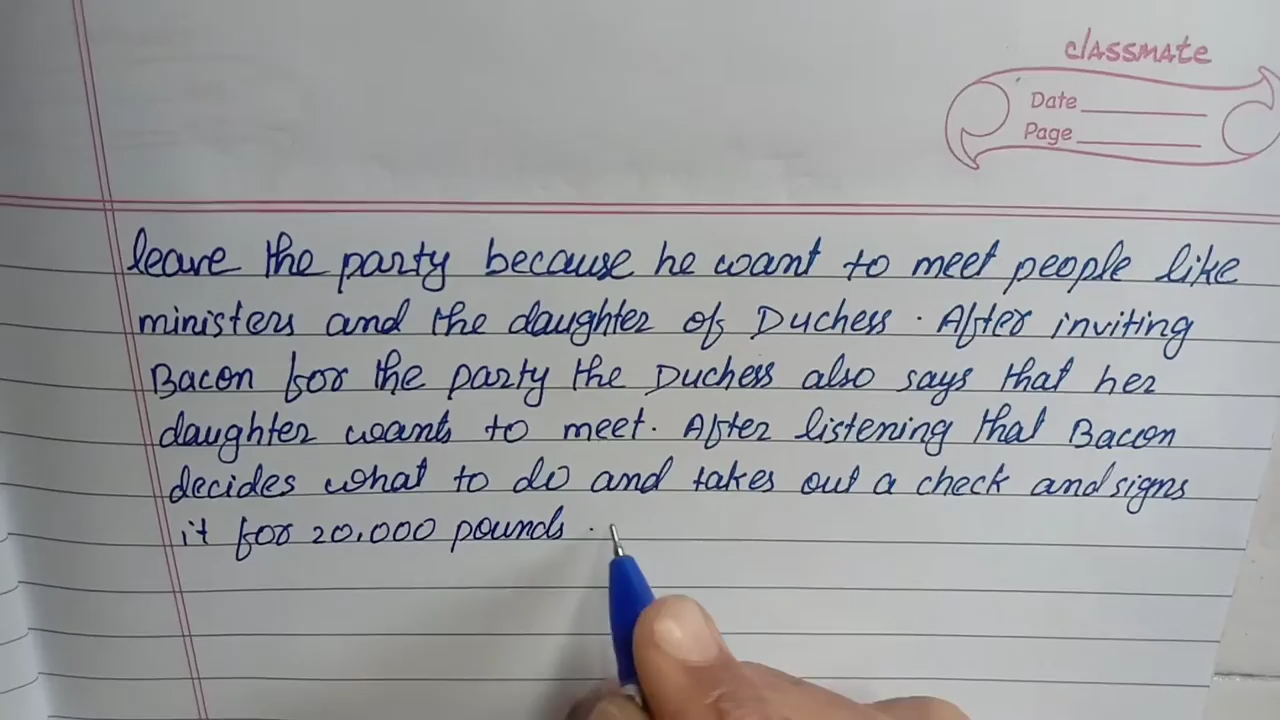 classmate
Date
Page
leave the party because he want to meet people like
ministers and the daughter of Duchess. After inviting
Bacon for the party the Duchess also says that her
daughter wants to meet. After listening that Bacon
decides what to do and takes out a check and signs
it for 20,000 pounds.